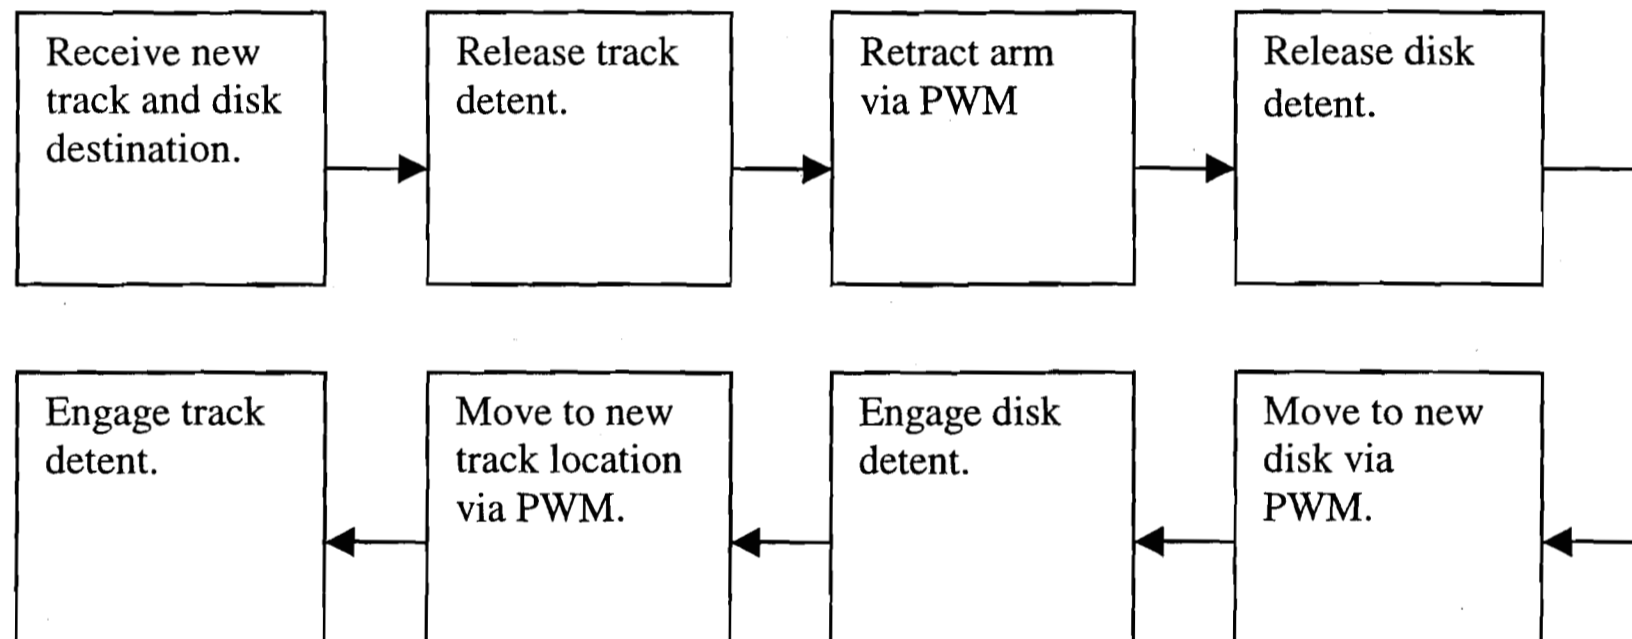 Receive new
track and disk
destination.
Release track
detent.
Retract arm
via PWM
Release disk
detent.
Engage track
detent.
Move to new
track location
via PWM.
Engage disk
detent.
Move to new
disk via
PWM.